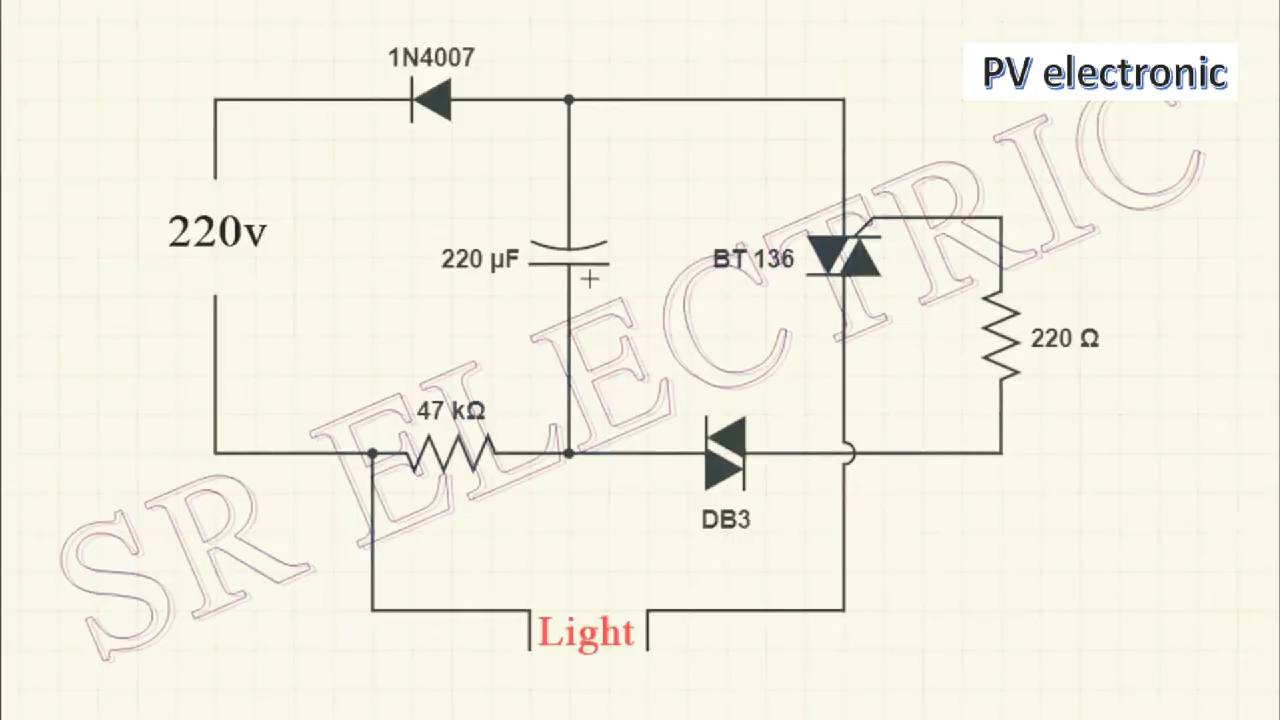 1N4007
PV electronic
220v
220 µF
+
BT 136
220 Ω
47 kΩ
DB3
Light
SR ELECTRIC